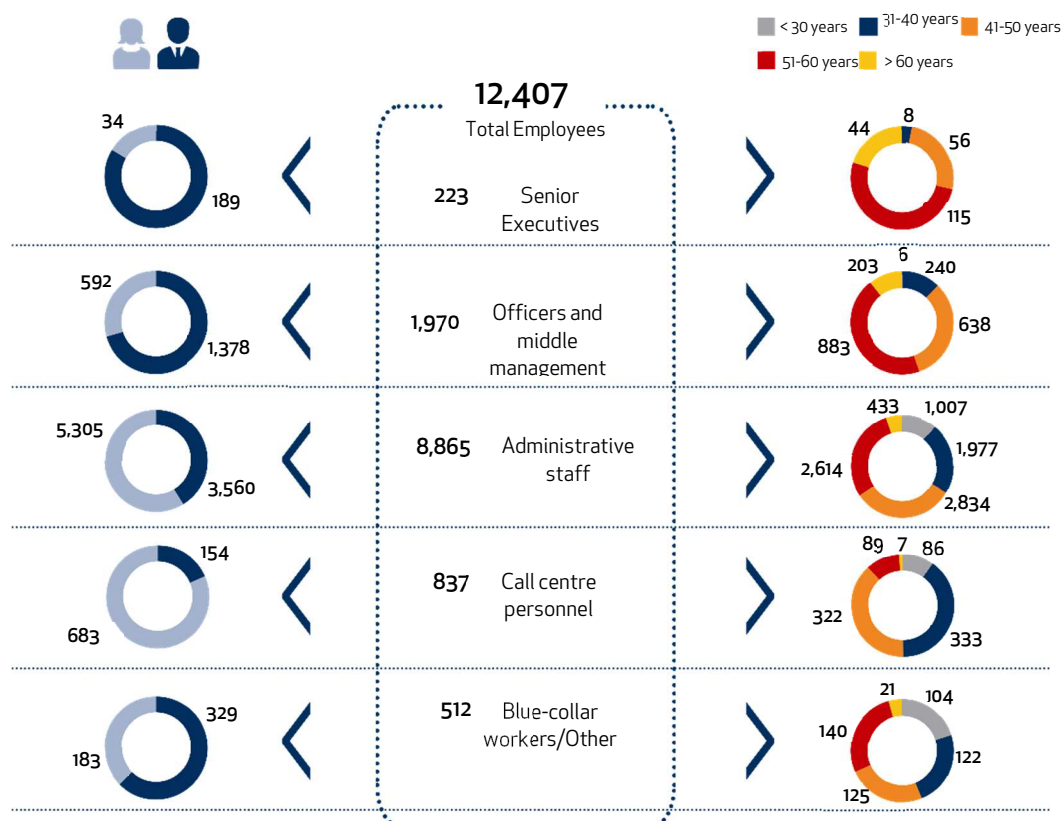 < 30 years 31-40 years 41-50 years
51-60 years > 60 years
12,407
Total Employees
34
189
223 Senior
Executives
44 8 56
115
592
1,378
1,970 Officers and
middle
management
203 6 240
638
883
5,305
3,560
8,865 Administrative
staff
433 1,007
1,977
2,614
2,834
154
683
837 Call centre
personnel
89 7 86
322
333
329
183
512 Blue-collar
workers/Other
21 104
140
122
125